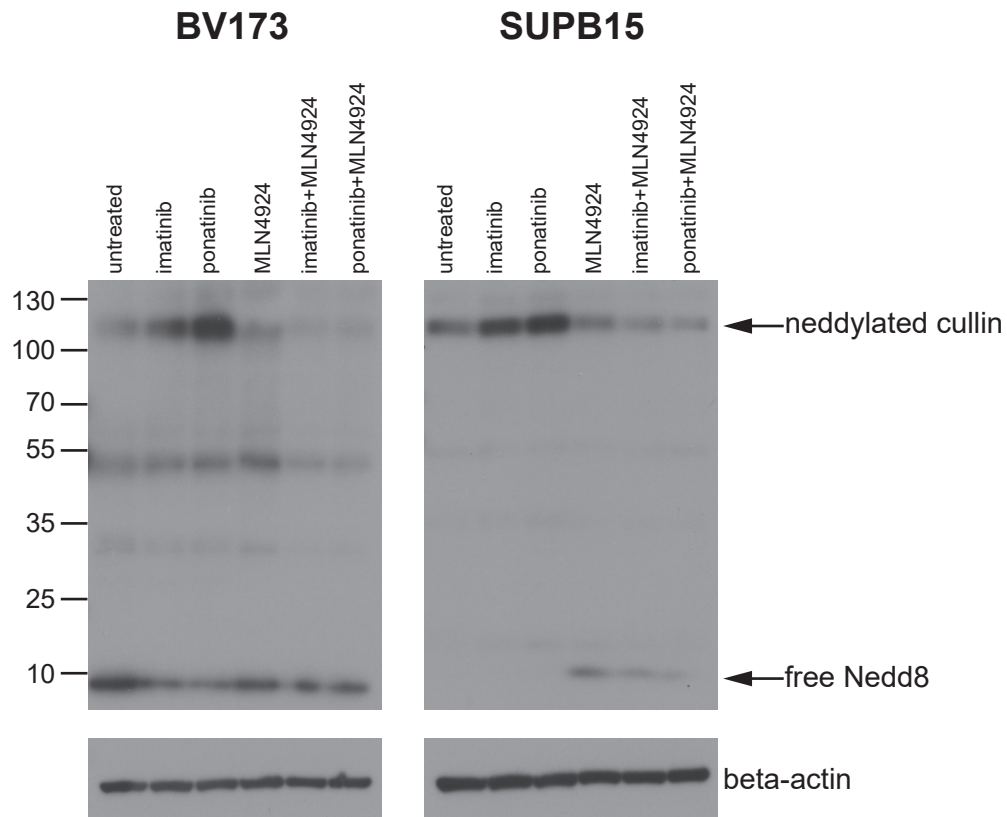 BV173
SUPB15
untreated
imatinib
ponatinib
MLN4924
imatinib+MLN4924
ponatinib+MLN4924
untreated
imatinib
ponatinib
MLN4924
imatinib+MLN4924
ponatinib+MLN4924
130
100
70
55
35
25
10
neddylated cullin
free Nedd8
beta-actin